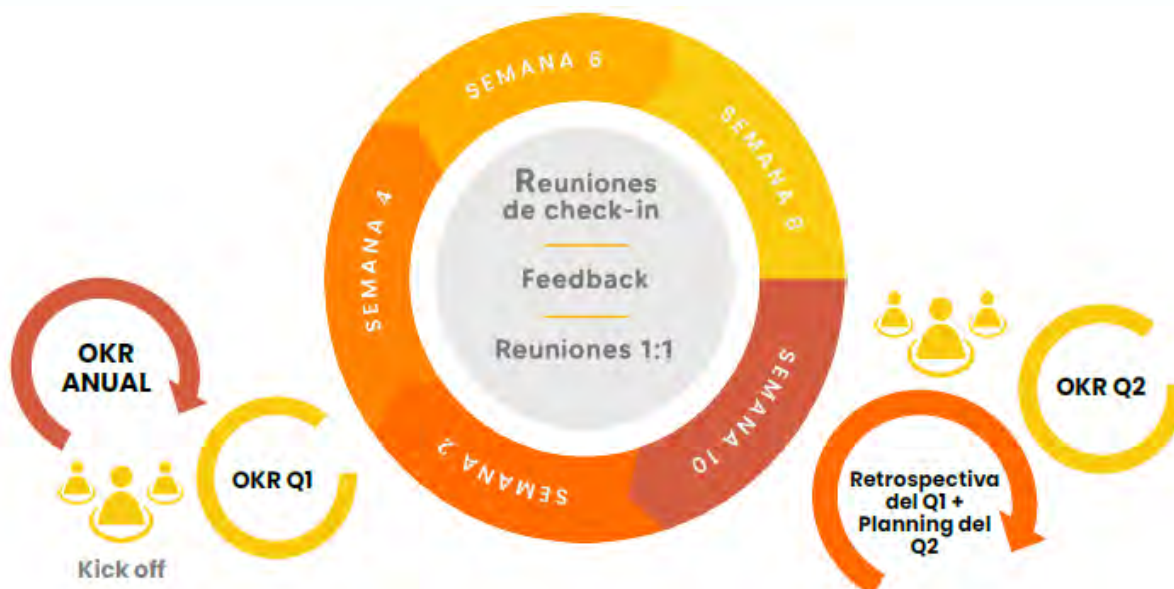 OKR
ANUAL
Kick off
OKR Q1
SEMANA 2
SEMANA 4
SEMANA 6
SEMANA 8
SEMANA 10
Reuniones
de check-in
Feedback
Reuniones 1:1
Retrospectiva
del Q1 +
Planning del
Q2
OKR Q2